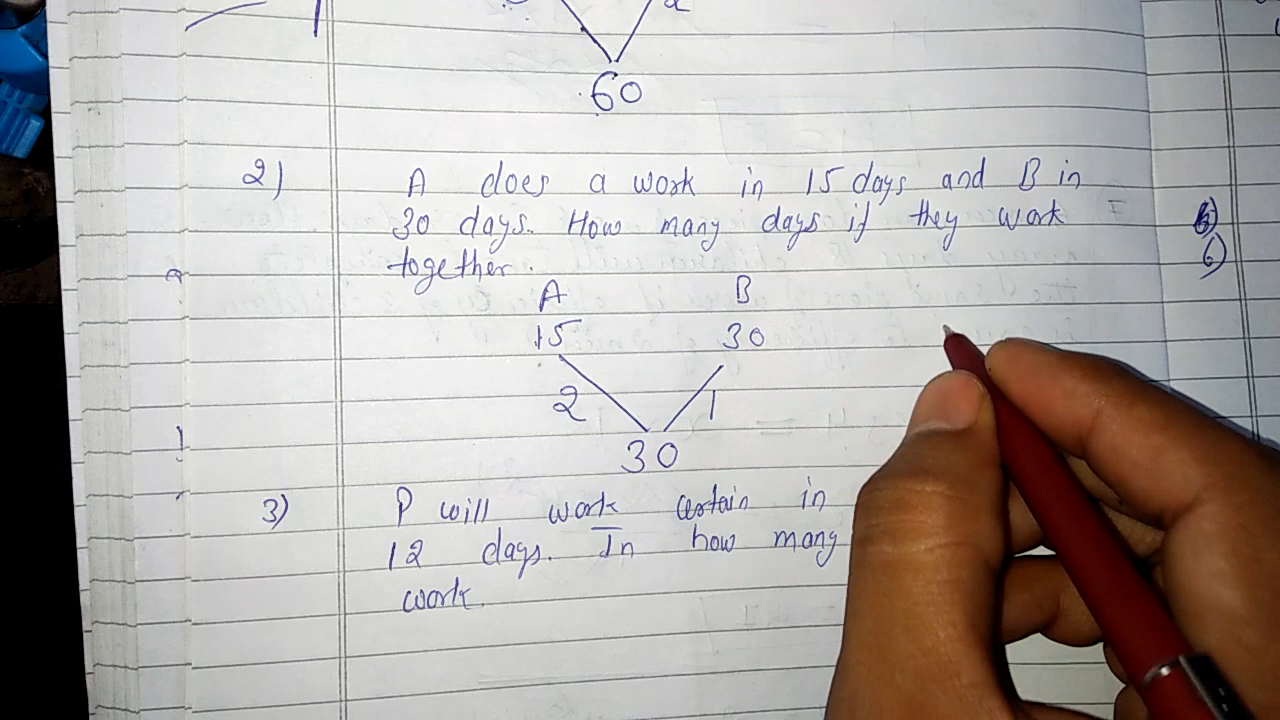 60
2) A does a work in 15 days and B in
30 days. How many days if they work
together.
A B
15 30
2 1
30
3) P will work certain in
12 days. In how many
work.
6)